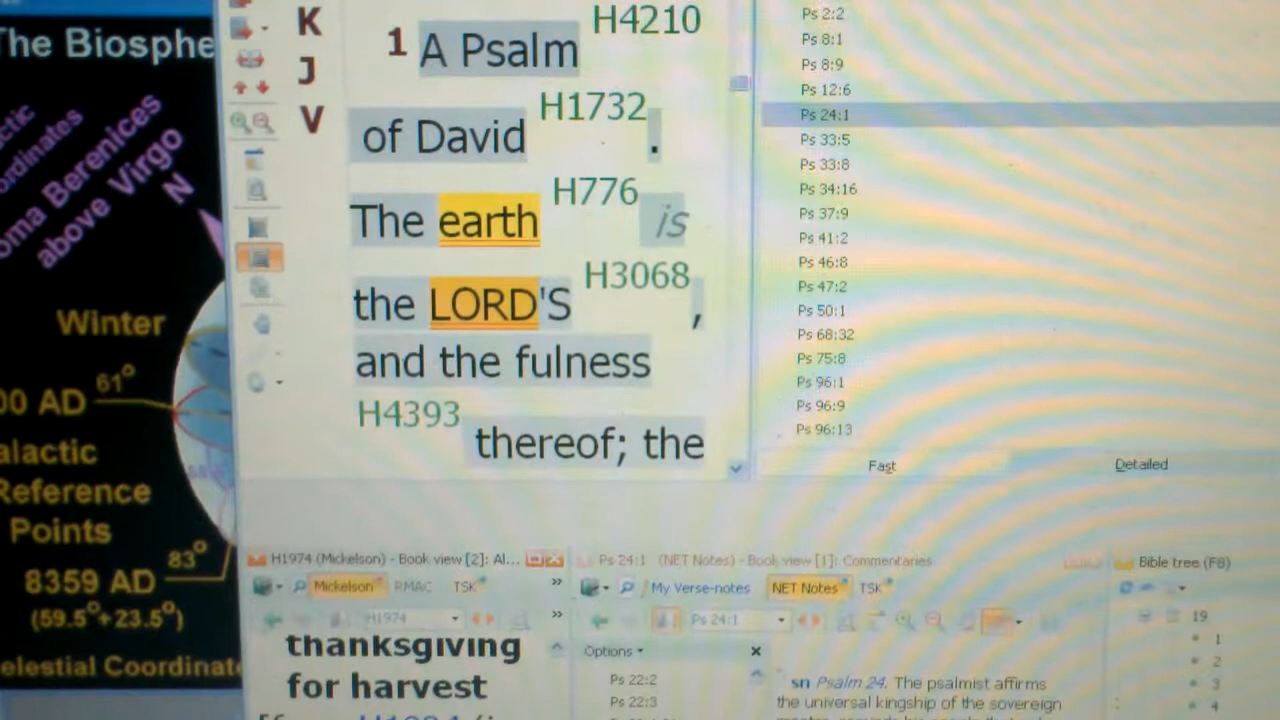 The Biosphe
oma Berenices
above Virgo
N
Winter
00 AD
61°
alactic
Reference
Points
83°
8359 AD
(59.5°+23.5°)
elestial Coordinat
K
J
V
1 A Psalm H4210
of David H1732 .
The earth H776 is
the LORD'S H3068 ,
and the fulness
H4393 thereof; the
Ps 2:2
Ps 8:1
Ps 8:9
Ps 12:6
Ps 24:1
Ps 33:5
Ps 33:8
Ps 34:16
Ps 37:9
Ps 41:2
Ps 46:8
Ps 47:2
Ps 50:1
Ps 68:32
Ps 75:8
Ps 96:1
Ps 96:9
Ps 96:13
Fast Detailed
H1974 (Mickelson) - Book view [2]: Al...
Mickelson RMAC TSK »
H1974 »
thanksgiving
for harvest
Ps 24:1 (NET Notes) - Book view [1]: Commentaries
My Verse-notes NET Notes TSK
Ps 24:1
Options
Ps 22:2
Ps 22:3
sn Psalm 24. The psalmist affirms
the universal kingship of the sovereign
Bible tree (F8)
19
1
2
3
4